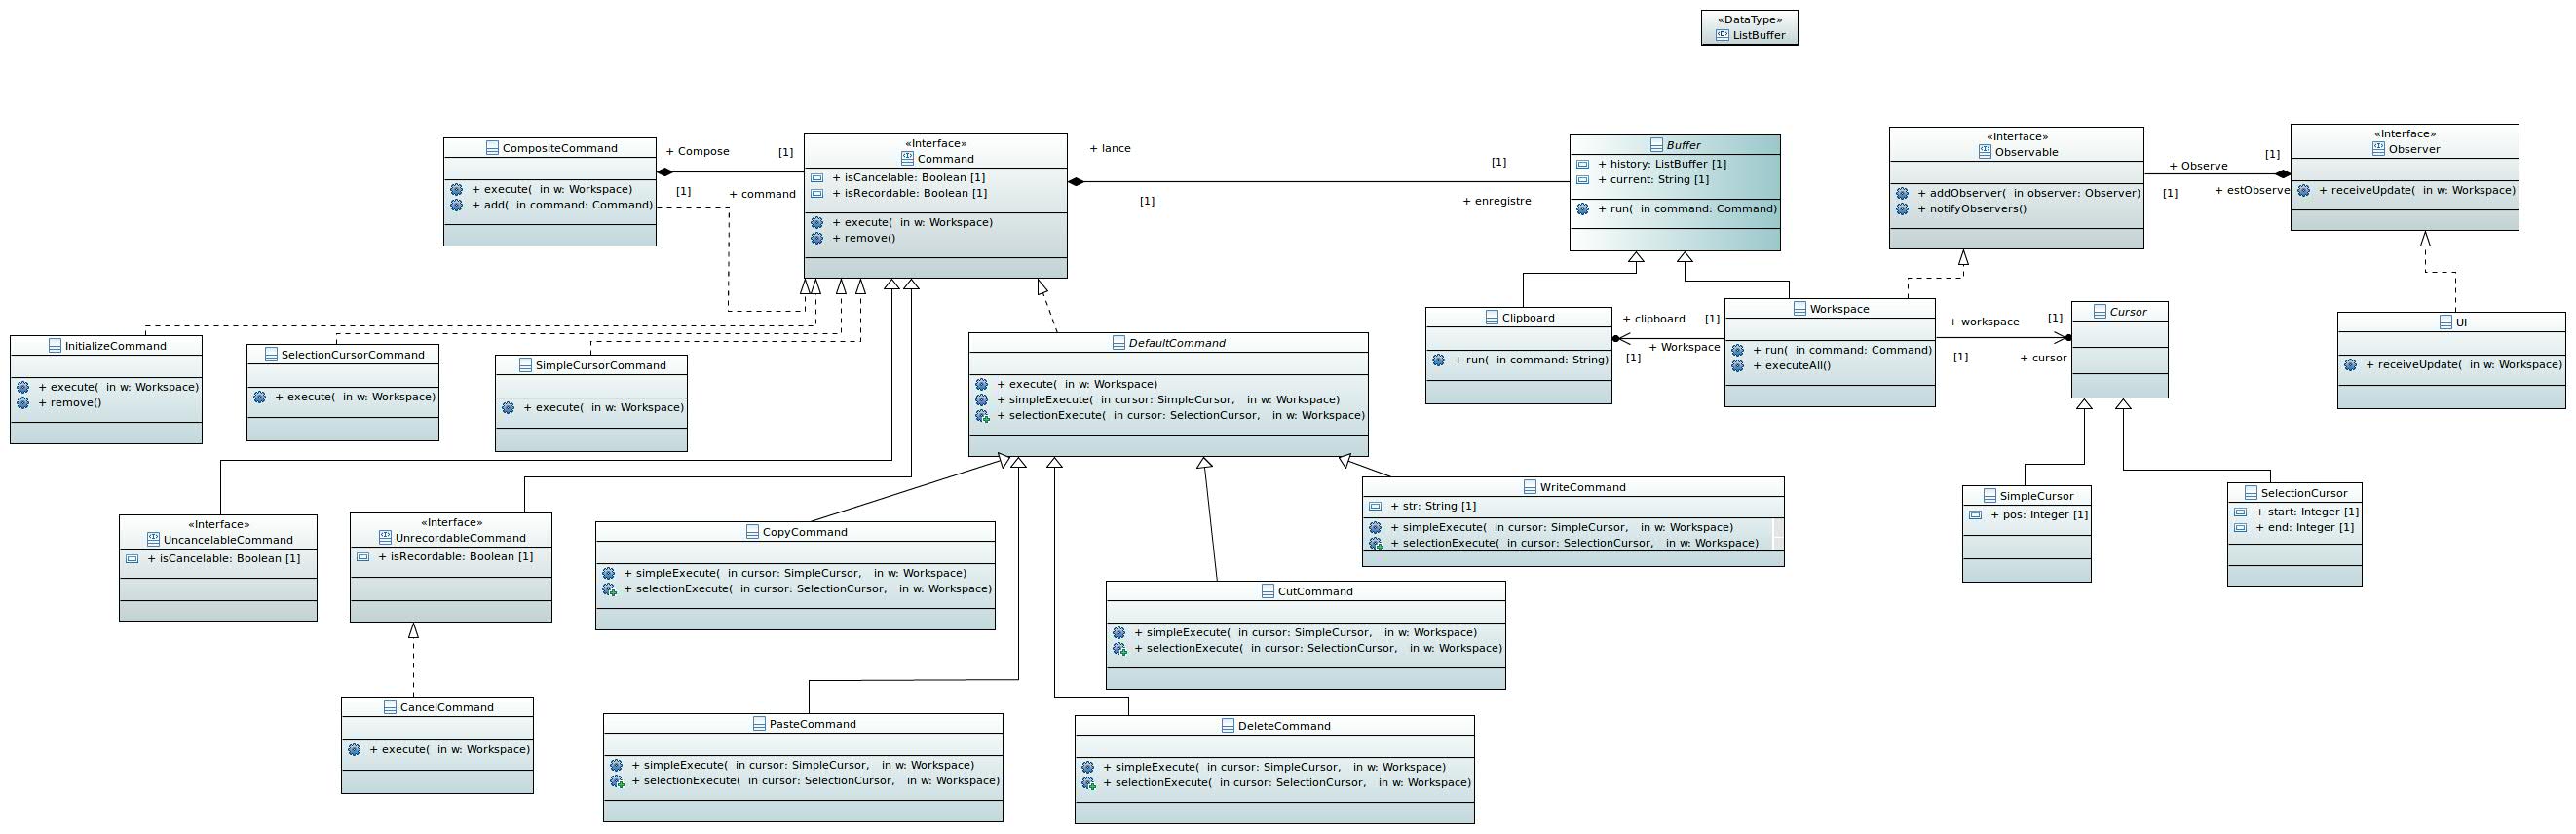 «DataType»
ListBuffer
CompositeCommand
+ execute( in w: Workspace)
+ add( in command: Command)
+ Compose
[1]
[1]
+ command
«Interface»
Command
+ isCancelable: Boolean [1]
+ isRecordable: Boolean [1]
+ execute( in w: Workspace)
+ remove()
+ lance
[1]
[1]
+ enregistre
Buffer
+ history: ListBuffer [1]
+ current: String [1]
+ run( in command: Command)
«Interface»
Observable
+ addObserver( in observer: Observer)
+ notifyObservers()
+ Observe
[1]
[1]
+ estObserve
«Interface»
Observer
+ receiveUpdate( in w: Workspace)
InitializeCommand
+ execute( in w: Workspace)
+ remove()
SelectionCursorCommand
+ execute( in w: Workspace)
SimpleCursorCommand
+ execute( in w: Workspace)
DefaultCommand
+ execute( in w: Workspace)
+ simpleExecute( in cursor: SimpleCursor, in w: Workspace)
+ selectionExecute( in cursor: SelectionCursor, in w: Workspace)
Clipboard
+ run( in command: String)
+ clipboard
[1]
[1]
+ Workspace
Workspace
+ run( in command: Command)
+ executeAll()
+ workspace
[1]
[1]
+ cursor
Cursor
UI
+ receiveUpdate( in w: Workspace)
«Interface»
UncancelableCommand
+ isCancelable: Boolean [1]
«Interface»
UnrecordableCommand
+ isRecordable: Boolean [1]
CopyCommand
+ simpleExecute( in cursor: SimpleCursor, in w: Workspace)
+ selectionExecute( in cursor: SelectionCursor, in w: Workspace)
WriteCommand
+ str: String [1]
+ simpleExecute( in cursor: SimpleCursor, in w: Workspace)
+ selectionExecute( in cursor: SelectionCursor, in w: Workspace)
SimpleCursor
+ pos: Integer [1]
SelectionCursor
+ start: Integer [1]
+ end: Integer [1]
CutCommand
+ simpleExecute( in cursor: SimpleCursor, in w: Workspace)
+ selectionExecute( in cursor: SelectionCursor, in w: Workspace)
CancelCommand
+ execute( in w: Workspace)
PasteCommand
+ simpleExecute( in cursor: SimpleCursor, in w: Workspace)
+ selectionExecute( in cursor: SelectionCursor, in w: Workspace)
DeleteCommand
+ simpleExecute( in cursor: SimpleCursor, in w: Workspace)
+ selectionExecute( in cursor: SelectionCursor, in w: Workspace)